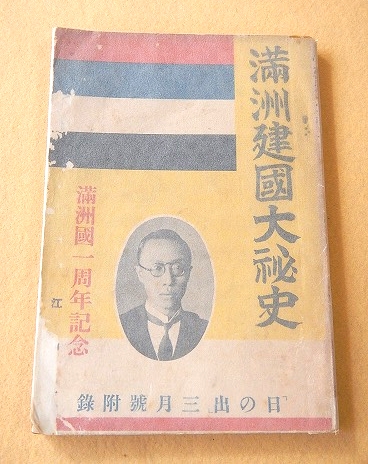 滿洲建國大祕史
滿洲國一周年記念
江
「日の出」三月號附錄